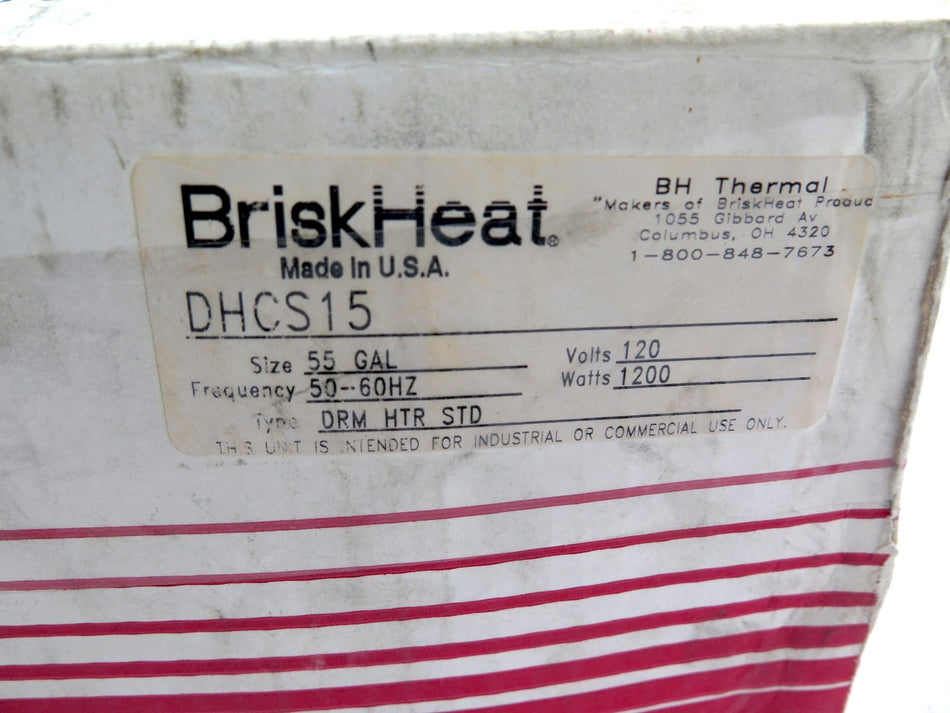 BriskHeat®
Made In U.S.A.
BH Thermal
"Makers of BriskHeat Produc
1055 Gibbard Av
Columbus, OH 4320
1-800-848-7673
DHCS15
Size 55 GAL
Volts 120
Frequency 50-60HZ
Watts 1200
Type DRM HTR STD
THIS UNIT IS INTENDED FOR INDUSTRIAL OR COMMERCIAL USE ONLY.